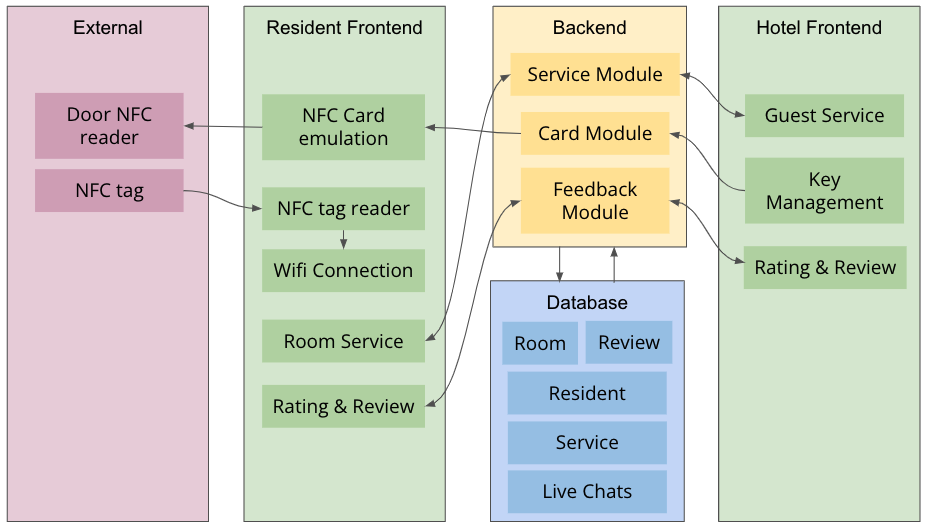 External
Door NFC
reader
NFC tag
Resident Frontend
NFC Card
emulation
NFC tag reader
Wifi Connection
Room Service
Rating & Review
Backend
Service Module
Card Module
Feedback
Module
Database
Room
Review
Resident
Service
Live Chats
Hotel Frontend
Guest Service
Key
Management
Rating & Review